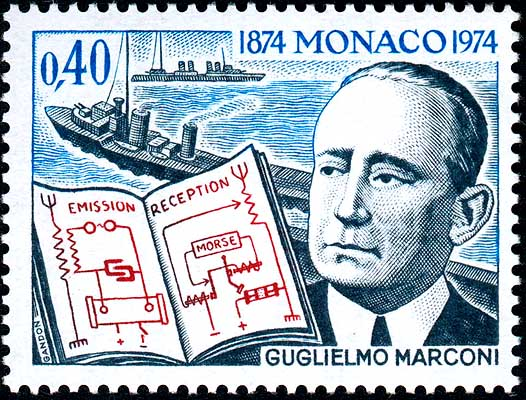 1874 MONACO 1974
0,40
EMISSION
RECEPTION
MORSE
+ -
+ -
GANDON
GUGLIELMO MARCONI